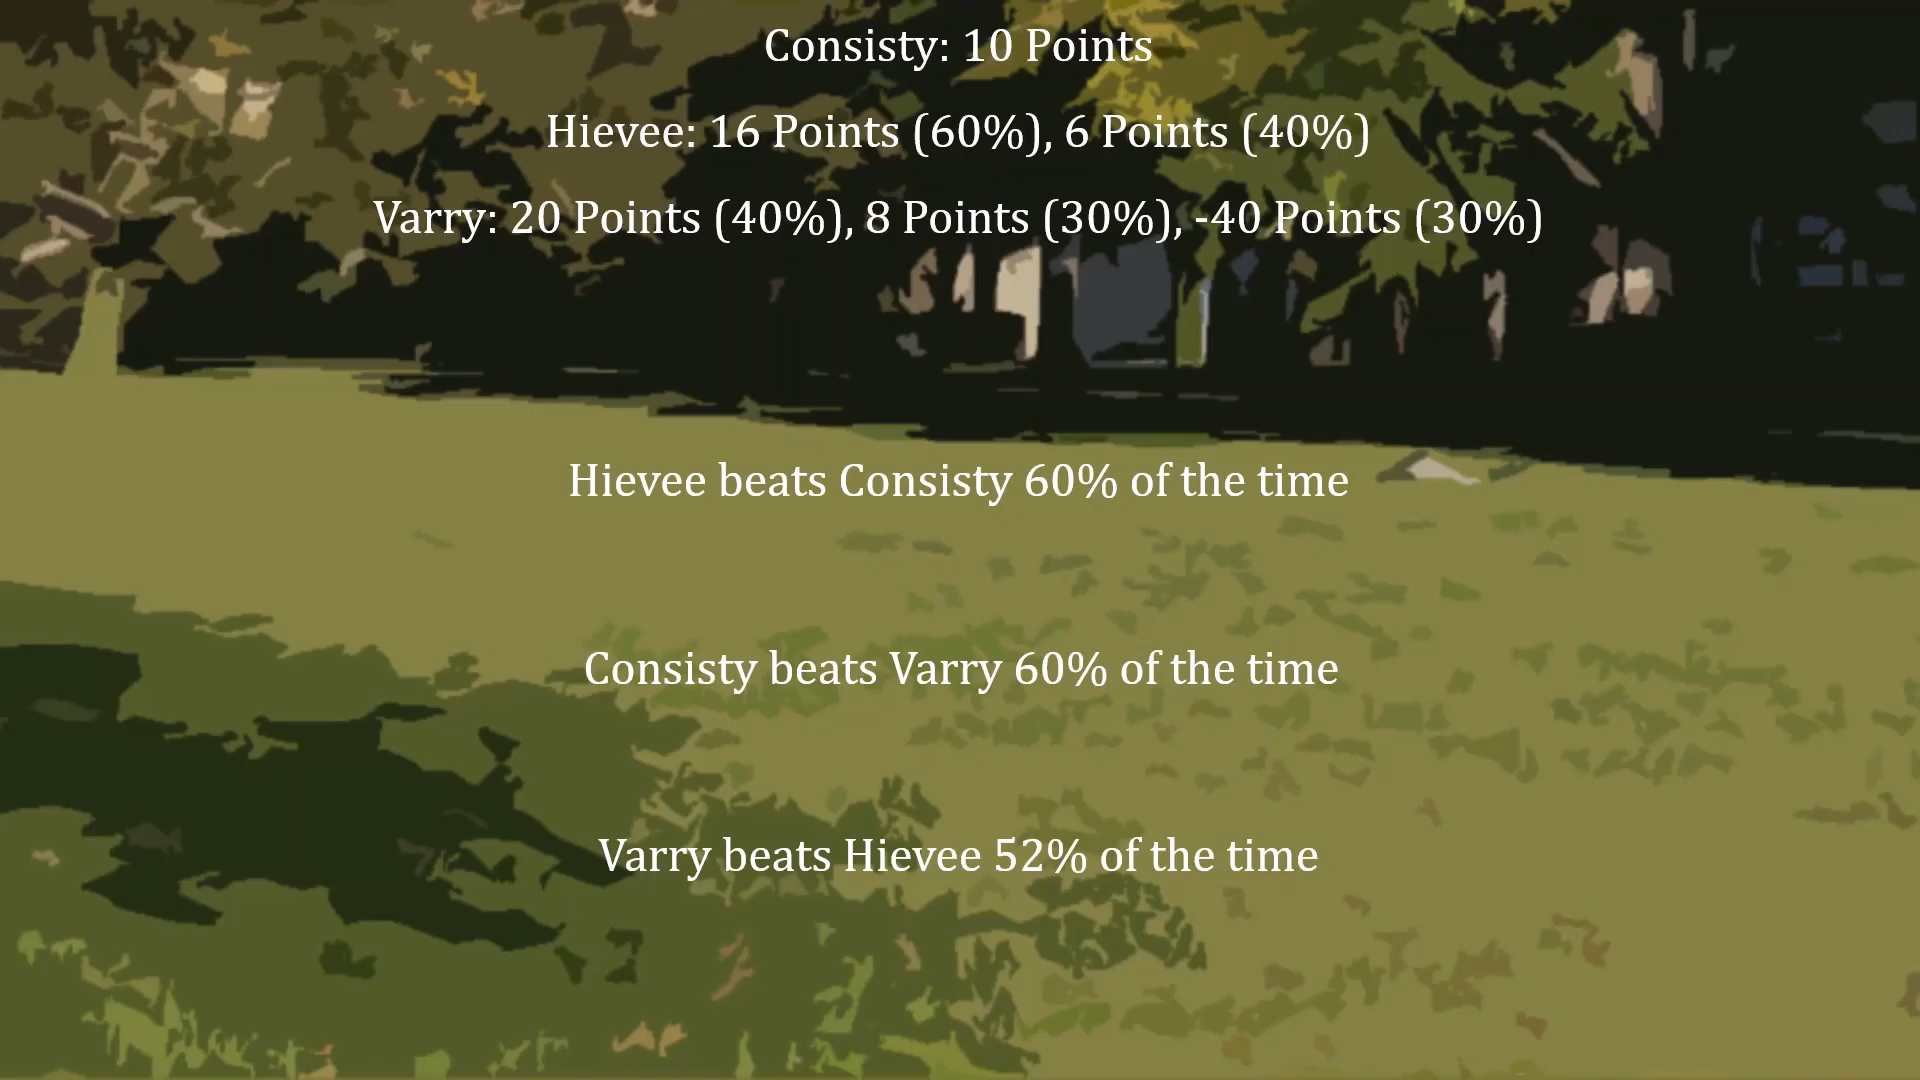 Consisty: 10 Points
Hievee: 16 Points (60%), 6 Points (40%)
Varry: 20 Points (40%), 8 Points (30%), -40 Points (30%)
Hievee beats Consisty 60% of the time
Consisty beats Varry 60% of the time
Varry beats Hievee 52% of the time